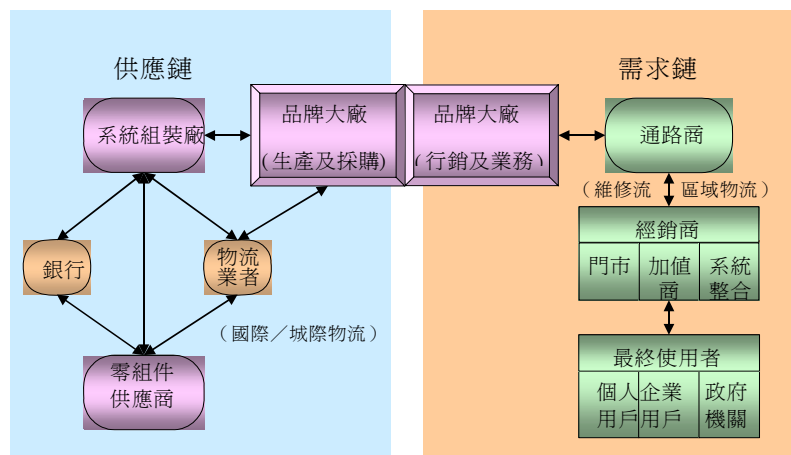 供應鏈
系統組裝廠
品牌大廠
(生產及採購)
銀行
物流
業者
(國際／城際物流)
零組件
供應商
需求鏈
品牌大廠
(行銷及業務)
通路商
(維修流 區域物流)
經銷商
門市
加值
商
系統
整合
最終使用者
個人
用戶
企業
用戶
政府
機關